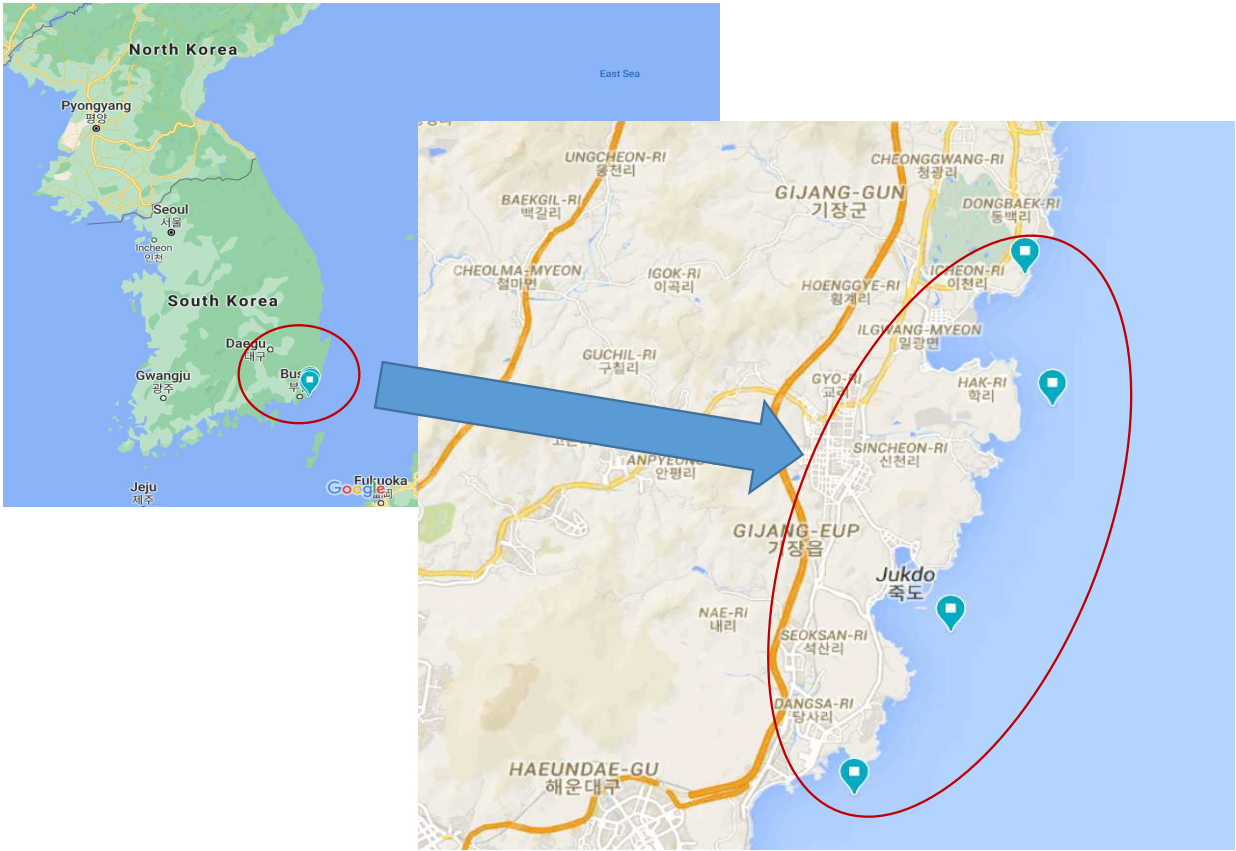 North Korea
East Sea
Pyongyang
평양
Seoul
서울
Incheon
인천
South Korea
Daegu
대구
Gwangju
광주
Jeju
제주
Fukuoka
Google
UNGCHEON-RI
웅천리
CHEONGGWANG-RI
청광리
BAEKGIL-RI
백길리
GIJANG-GUN
기장군
DONGBAEK-RI
동백리
CHEOLMA-MYEON
철마면
IGOK-RI
이곡리
HOENGGYE-RI
횡계리
ICHEON-RI
이천리
ILGWANG-MYEON
일광면
GUCHIL-RI
구칠리
GYO-RI
교리
HAK-RI
학리
SINCHEON-RI
신천리
안평리
GIJANG-EUP
기장읍
Jukdo
죽도
NAE-RI
내리
SEOKSAN-RI
석산리
DANGSA-RI
당사리
HAEUNDAE-GU
해운대구